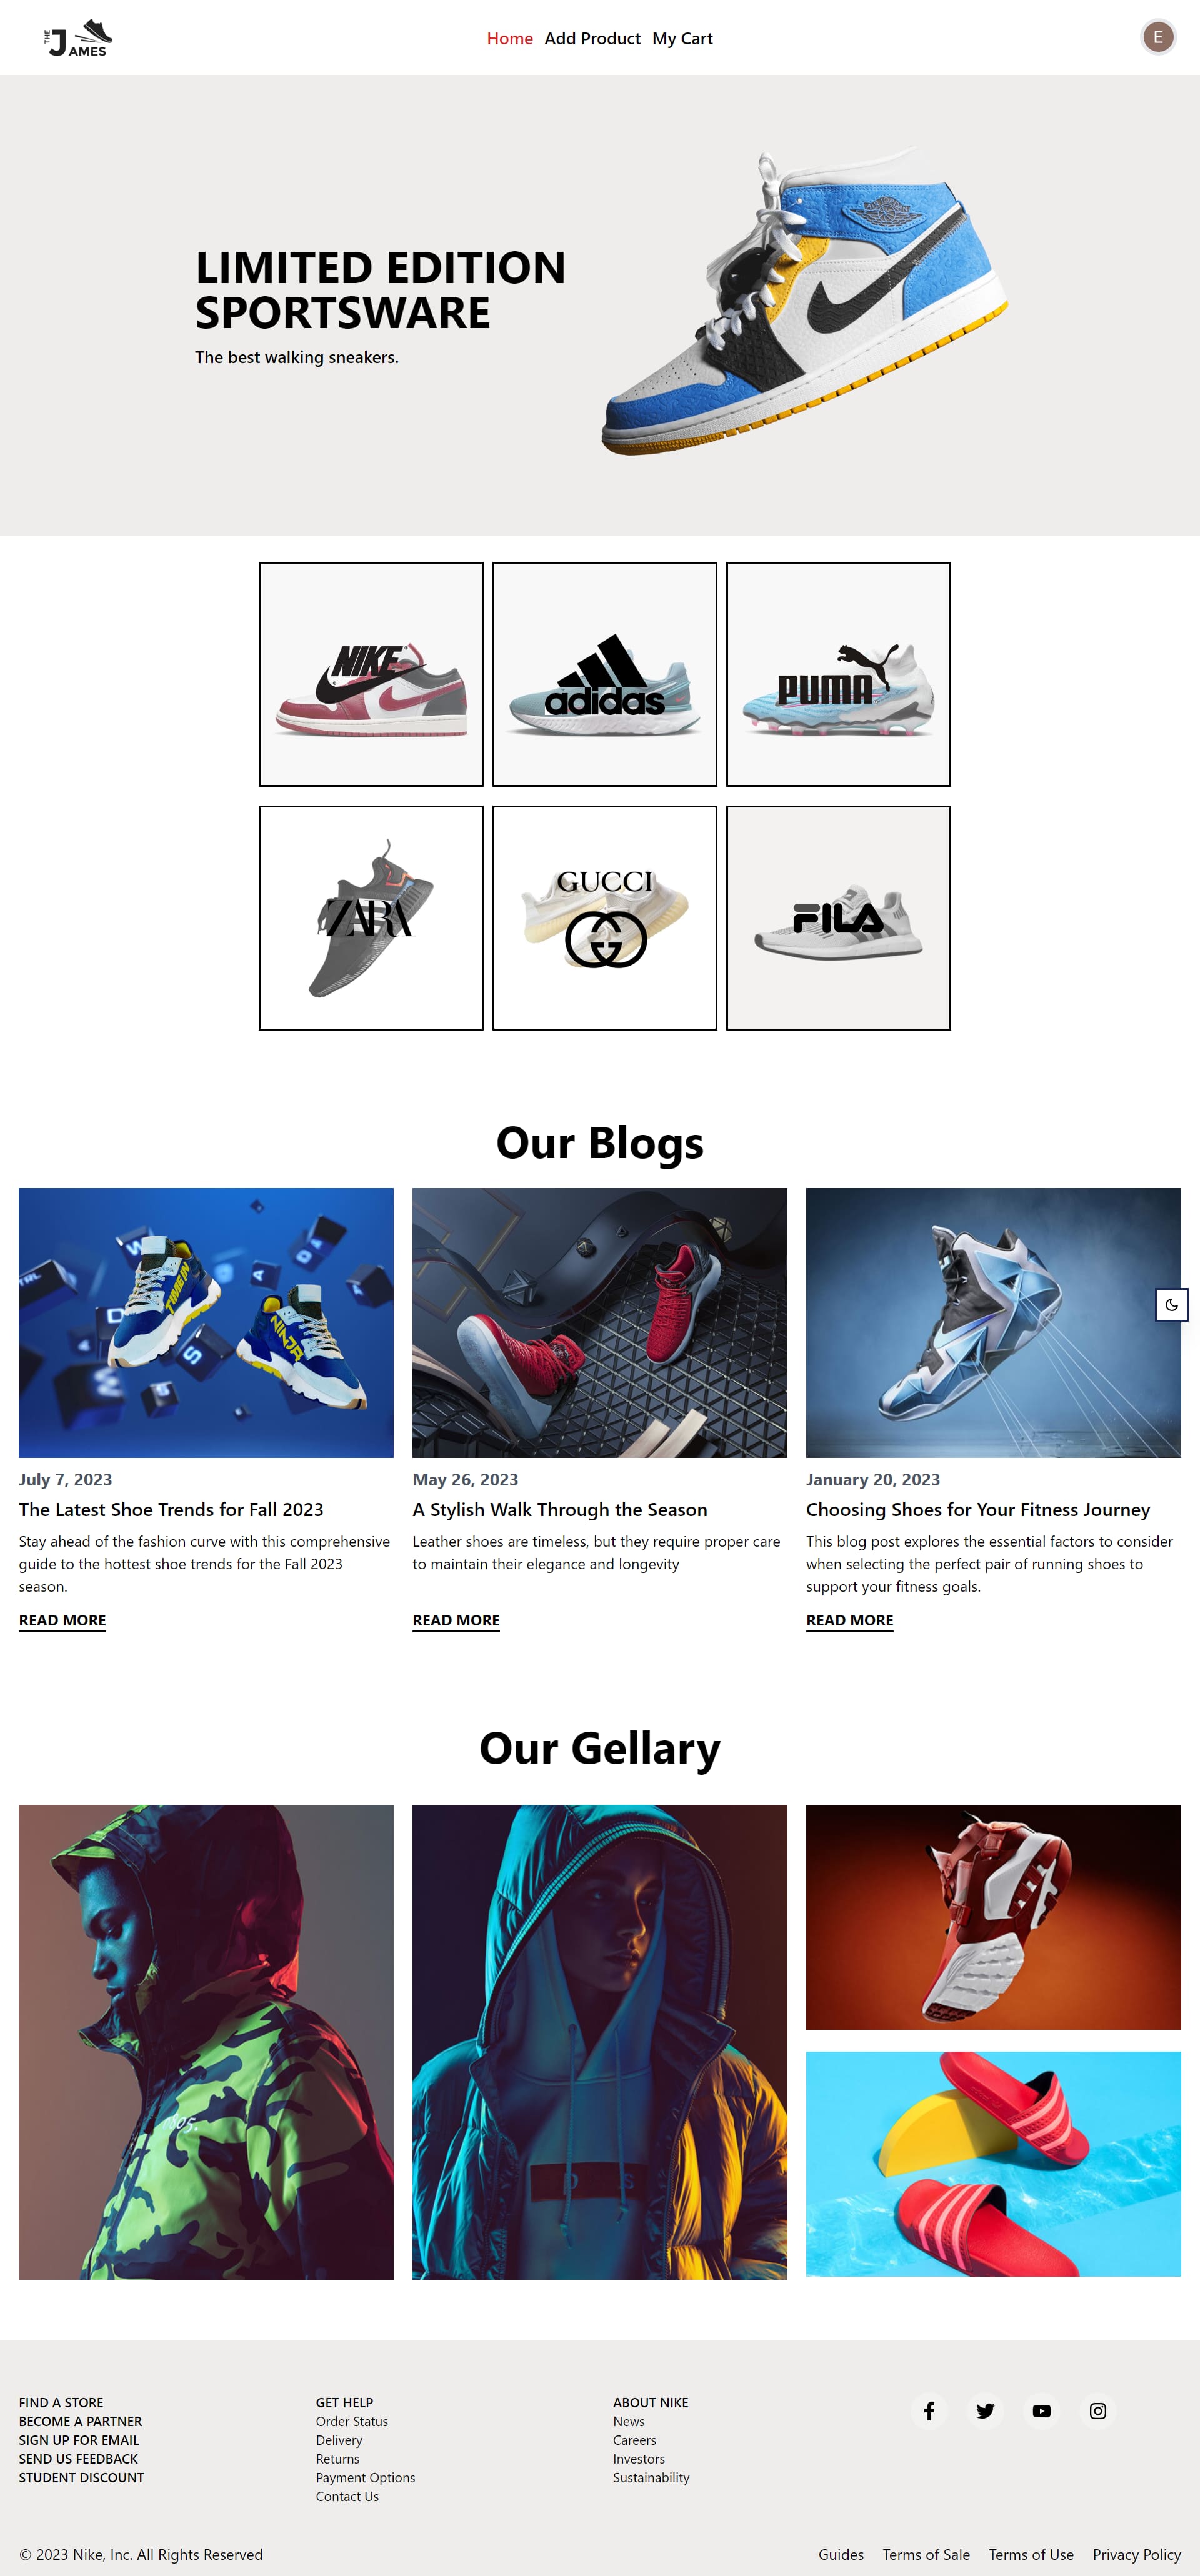 THE JAMES
Home Add Product My Cart
E
LIMITED EDITION
SPORTSWARE
The best walking sneakers.
NIKE
adidas
PUMA
ZARA
GUCCI
FILA
Our Blogs
TIME IN
NINJA
July 7, 2023
The Latest Shoe Trends for Fall 2023
Stay ahead of the fashion curve with this comprehensive
guide to the hottest shoe trends for the Fall 2023
season.
READ MORE
May 26, 2023
A Stylish Walk Through the Season
Leather shoes are timeless, but they require proper care
to maintain their elegance and longevity
READ MORE
January 20, 2023
Choosing Shoes for Your Fitness Journey
This blog post explores the essential factors to consider
when selecting the perfect pair of running shoes to
support your fitness goals.
READ MORE
Our Gellary
FIND A STORE
BECOME A PARTNER
SIGN UP FOR EMAIL
SEND US FEEDBACK
STUDENT DISCOUNT
GET HELP
Order Status
Delivery
Returns
Payment Options
Contact Us
ABOUT NIKE
News
Careers
Investors
Sustainability
© 2023 Nike, Inc. All Rights Reserved
Guides Terms of Sale Terms of Use Privacy Policy